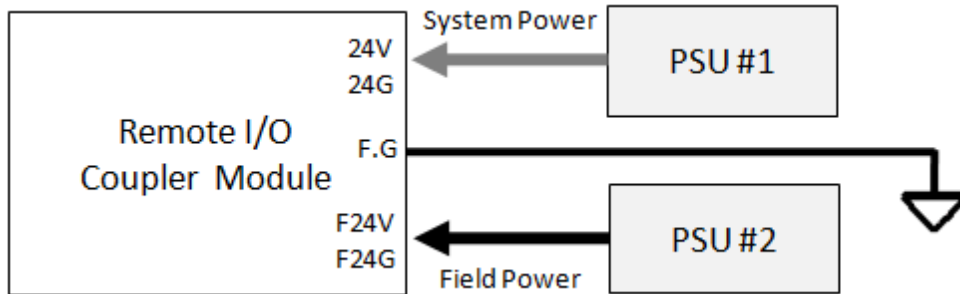 System Power
24V
24G
PSU #1
Remote I/O
Coupler Module
F.G
F24V
F24G
PSU #2
Field Power